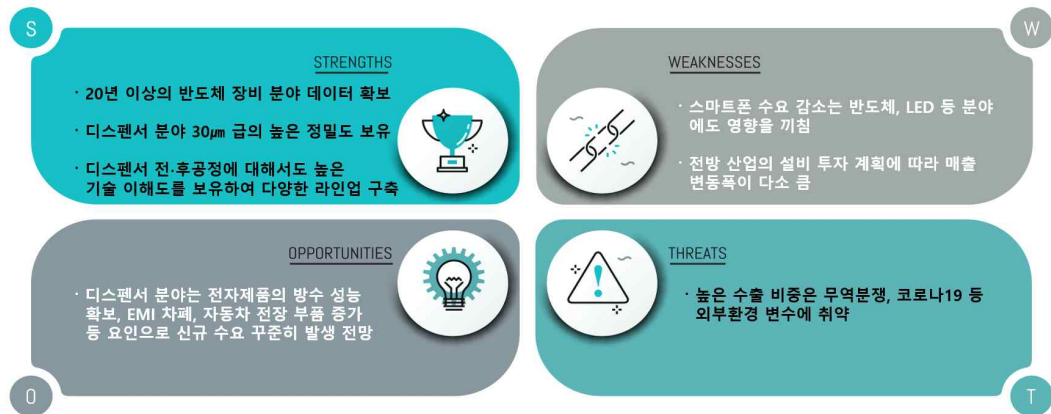 S
STRENGTHS
· 20년 이상의 반도체 장비 분야 데이터 확보
· 디스펜서 분야 30㎛ 급의 높은 정밀도 보유
· 디스펜서 전·후공정에 대해서도 높은
기술 이해도를 보유하여 다양한 라인업 구축
W
WEAKNESSES
· 스마트폰 수요 감소는 반도체, LED 등 분야
에도 영향을 끼침
· 전방 산업의 설비 투자 계획에 따라 매출
변동폭이 다소 큼
OPPORTUNITIES
· 디스펜서 분야는 전자제품의 방수 성능
확보, EMI 차폐, 자동차 전장 부품 증가
등 요인으로 신규 수요 꾸준히 발생 전망
O
THREATS
· 높은 수출 비중은 무역분쟁, 코로나19 등
외부환경 변수에 취약
T